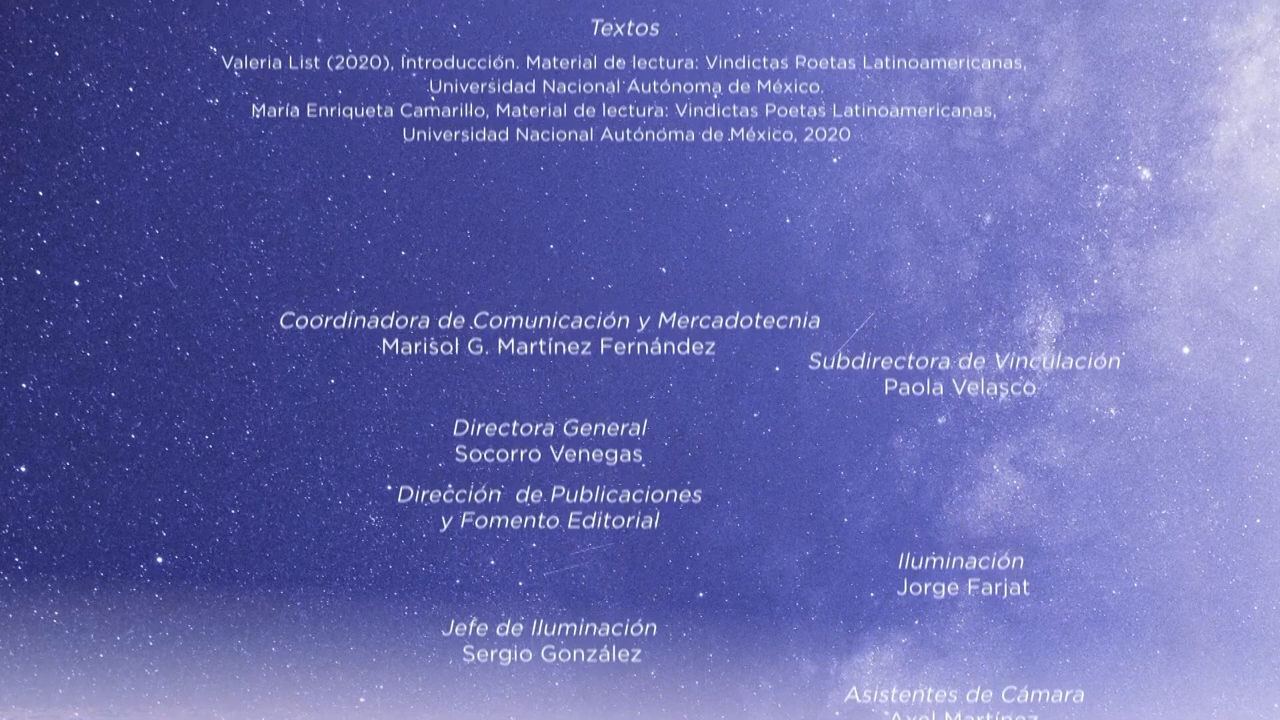 Textos
Valeria List (2020), Introducción. Material de lectura: Vindictas Poetas Latinoamericanas,
Universidad Nacional Autónoma de México.
María Enriqueta Camarillo, Material de lectura: Vindictas Poetas Latinoamericanas,
Universidad Nacional Autónoma de México, 2020
Coordinadora de Comunicación y Mercadotecnia
Marisol G. Martínez Fernández
Subdirectora de Vinculación
Paola Velasco
Directora General
Socorro Venegas
Dirección de Publicaciones
y Fomento Editorial
Iluminación
Jorge Farjat
Jefe de Iluminación
Sergio González
Asistentes de Cámara
Axel Martínez